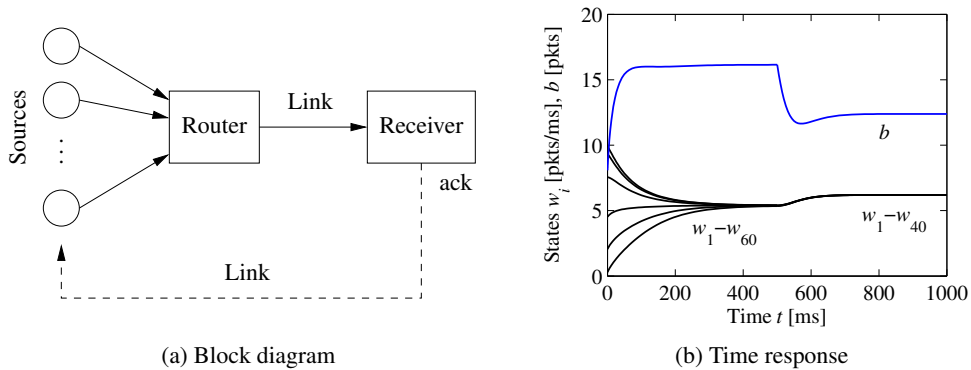 Sources
⋮
Router
Link
Receiver
ack
Link
(a) Block diagram
States w_i [pkts/ms], b [pkts]
20
15
10
5
0
b
w_1–w_60
w_1–w_40
0 200 400 600 800 1000
Time t [ms]
(b) Time response